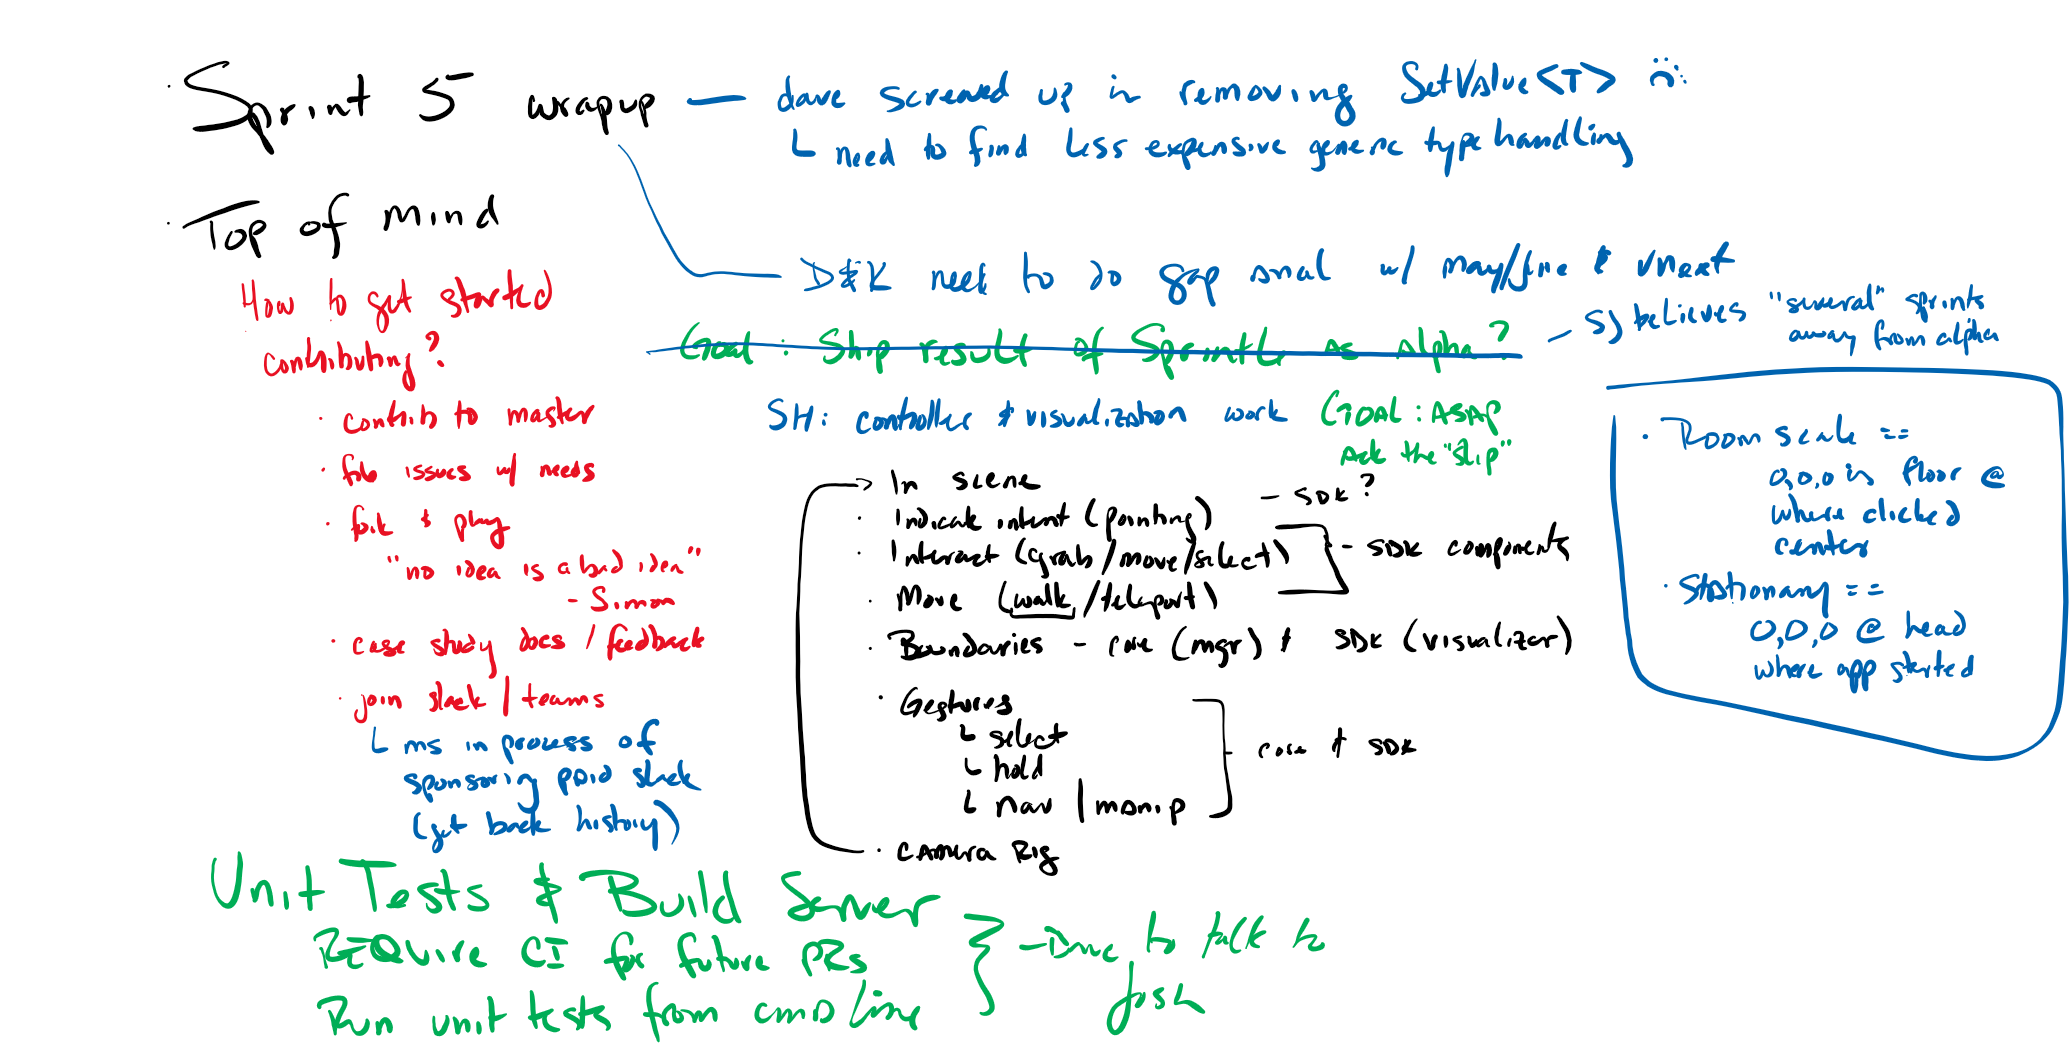 · Sprint 5 wrapup — dave screwed up in removing SetValue<T> :(
└ need to find less expensive generic type handling
· Top of mind
D&K need to do gap anal w/ may/june & vnext
Goal: Ship result of Sprint 6 as Alpha?
— SJ believes "several" sprints
away from alpha
SH: controller & visualization work
GOAL: ASAP
Ack the "slip"
How to get started
contributing?
· contrib to master
· file issues w/ needs
· fork & play
"no idea is a bad idea"
- Simon
· case study docs / feedback
· join slack / teams
└ ms in process of
sponsoring paid slack
(get back history)
→ In scene
· Indicate intent (pointing) — SDK?
· Interact (grab/move/select)
· Move (walk/teleport)
- SDK components
· Boundaries - core (mgr) & SDK (visualizer)
· Gestures
└ select
└ hold
└ nav / manip
core & SDK
· Camera Rig
· Room scale ==
0,0,0 is floor @
where clicked
center
· Stationary ==
0,0,0 @ head
where app started
Unit Tests & Build Server
REQuire CI for future PRs
Run unit tests from cmD line
— Dave to talk to
Josh